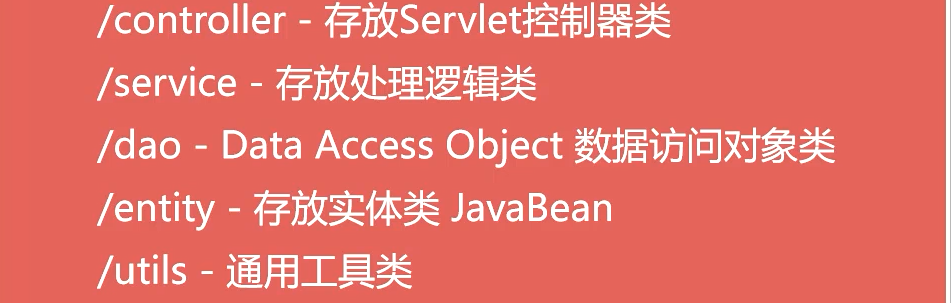 /controller - 存放Servlet控制器类
/service - 存放处理逻辑类
/dao - Data Access Object 数据访问对象类
/entity - 存放实体类 JavaBean
/utils - 通用工具类